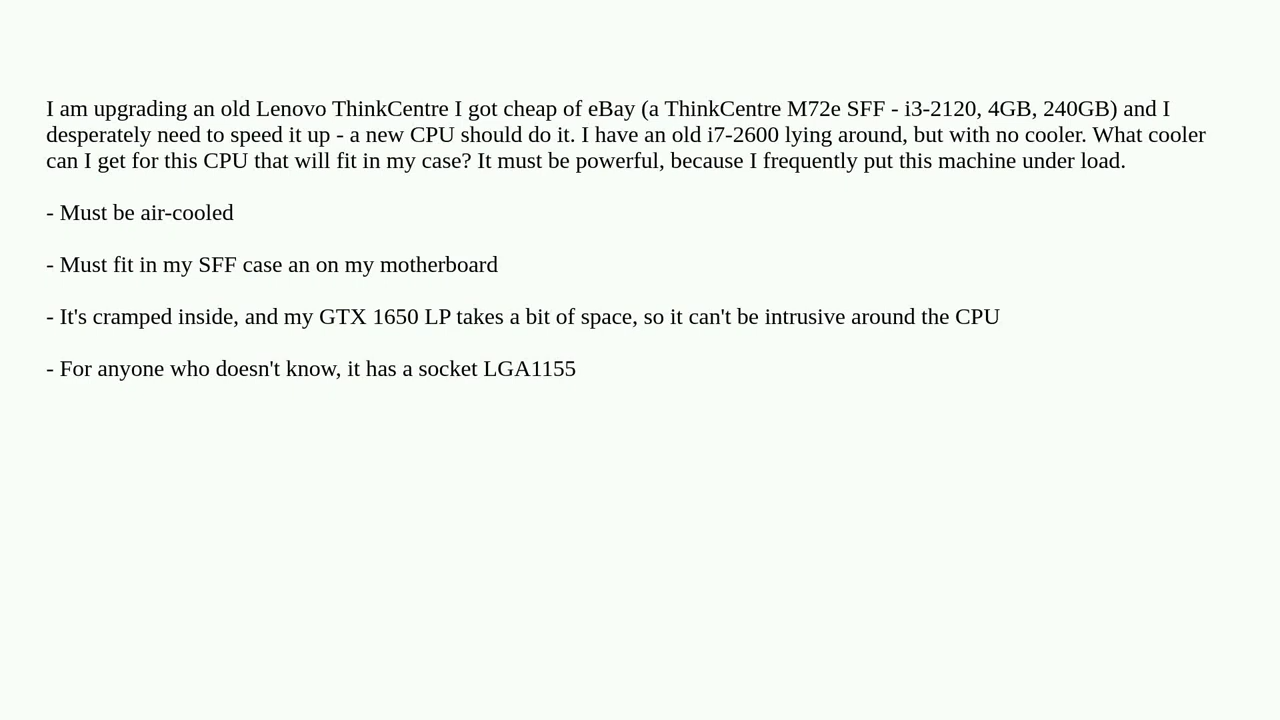 I am upgrading an old Lenovo ThinkCentre I got cheap of eBay (a ThinkCentre M72e SFF - i3-2120, 4GB, 240GB) and I
desperately need to speed it up - a new CPU should do it. I have an old i7-2600 lying around, but with no cooler. What cooler
can I get for this CPU that will fit in my case? It must be powerful, because I frequently put this machine under load.
- Must be air-cooled
- Must fit in my SFF case an on my motherboard
- It's cramped inside, and my GTX 1650 LP takes a bit of space, so it can't be intrusive around the CPU
- For anyone who doesn't know, it has a socket LGA1155